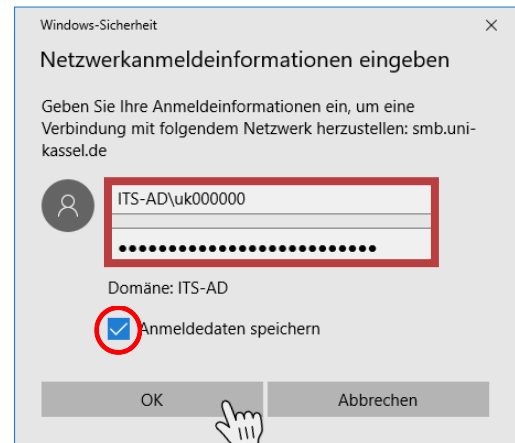 Windows-Sicherheit
Netzwerkanmeldeinformationen eingeben
Geben Sie Ihre Anmeldeinformationen ein, um eine
Verbindung mit folgendem Netzwerk herzustellen: smb.uni-
kassel.de
ITS-AD\uk000000
●●●●●●●●●●●●●●●●●●●●●●●●●●
Domäne: ITS-AD
Anmeldedaten speichern
OK Abbrechen